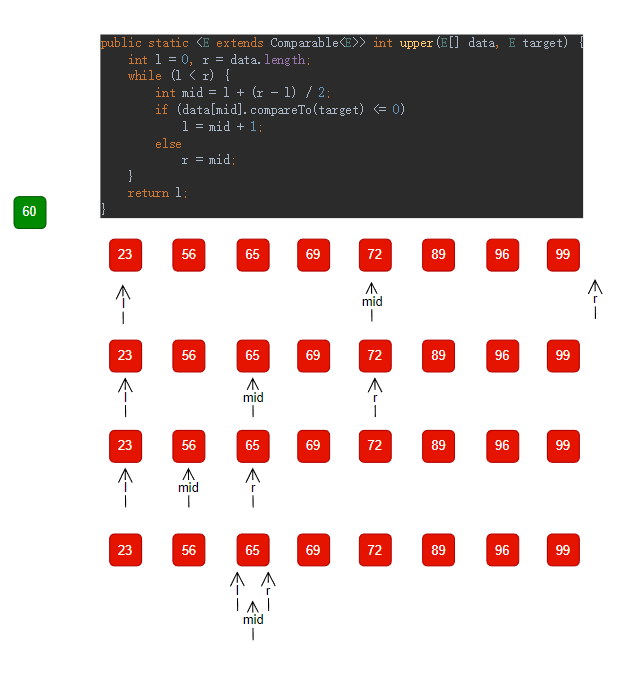 public static <E extends Comparable<E>> int upper(E[] data, E target) {
int l = 0, r = data.length;
while (l < r) {
int mid = l + (r - l) / 2;
if (data[mid].compareTo(target) <= 0)
l = mid + 1;
else
r = mid;
}
return l;
}
60
23 56 65 69 72 89 96 99
l mid r
23 56 65 69 72 89 96 99
l mid r
23 56 65 69 72 89 96 99
l mid r
23 56 65 69 72 89 96 99
l r
mid